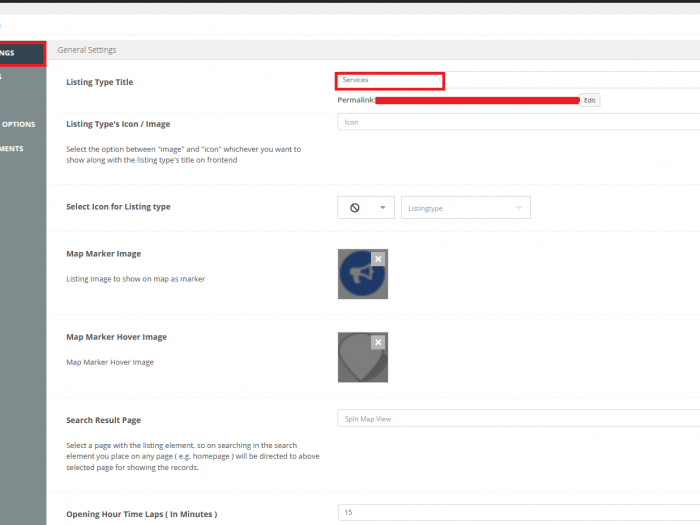 General Settings
Listing Type Title
Services
Permalink:
Edit
Listing Type's Icon / Image
Icon
Select the option between "image" and "icon" whichever you want to
show along with the listing type's title on frontend
Select Icon for Listing type
Listingtype
Map Marker Image
Listing Image to show on map as marker
Map Marker Hover Image
Map Marker Hover Image
Search Result Page
Split Map View
Select a page with the listing element, so on searching in the search
element you place on any page ( e.g. homepage ) will be directed to above
selected page for showing the records.
Opening Hour Time Laps ( In Minutes )
15
NGS
S
OPTIONS
MENTS